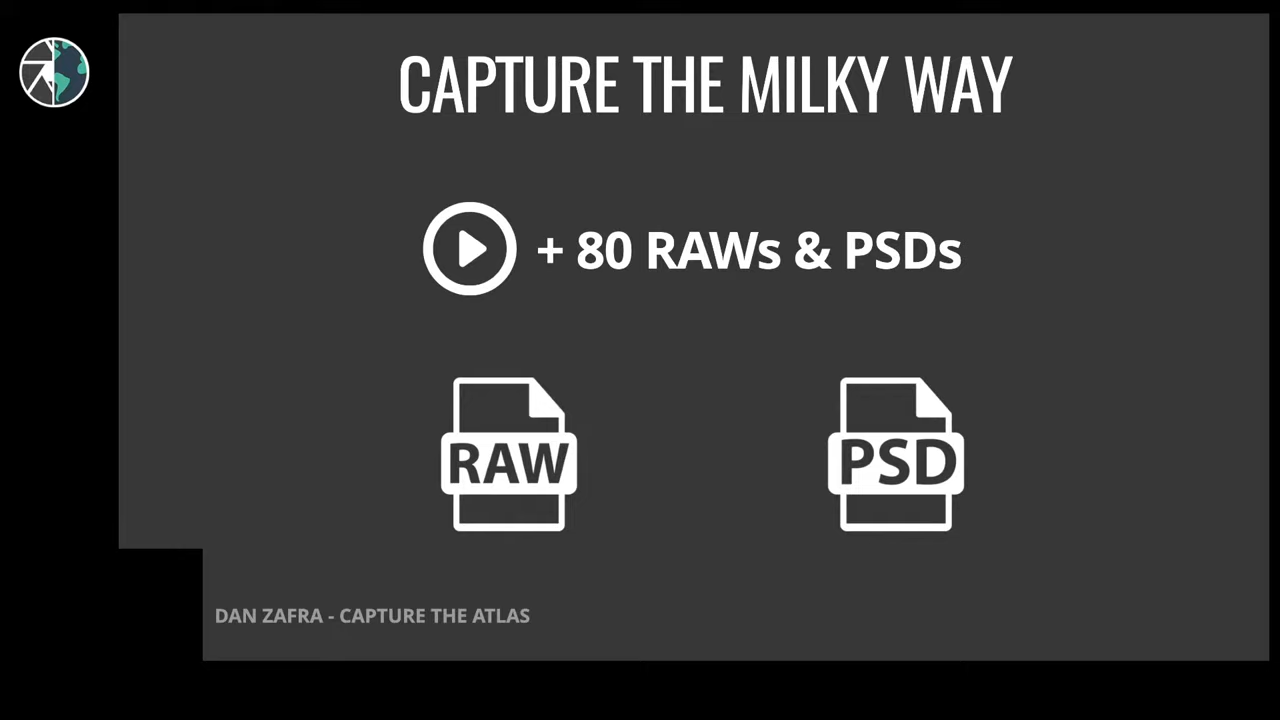 CAPTURE THE MILKY WAY
+ 80 RAWs & PSDs
RAW
PSD
DAN ZAFRA - CAPTURE THE ATLAS